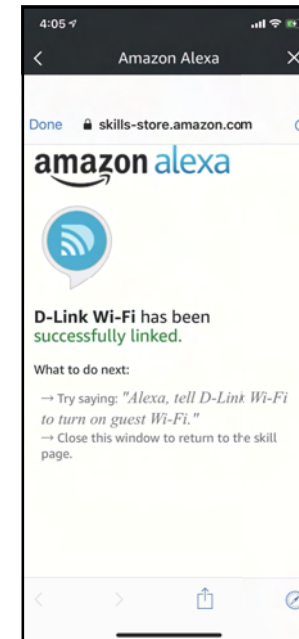 4:05
Amazon Alexa
Done skills-store.amazon.com
amazon alexa
D-Link Wi-Fi has been
successfully linked.
What to do next:
→ Try saying: "Alexa, tell D-Link Wi-Fi
to turn on guest Wi-Fi."
→ Close this window to return to the skill
page.